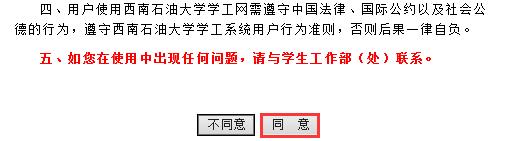 四、用户使用西南石油大学学工网需遵守中国法律、国际公约以及社会公
德的行为，遵守西南石油大学学工系统用户行为准则，否则后果一律自负。
五、如您在使用中出现任何问题，请与学生工作部（处）联系。
不同意 同 意